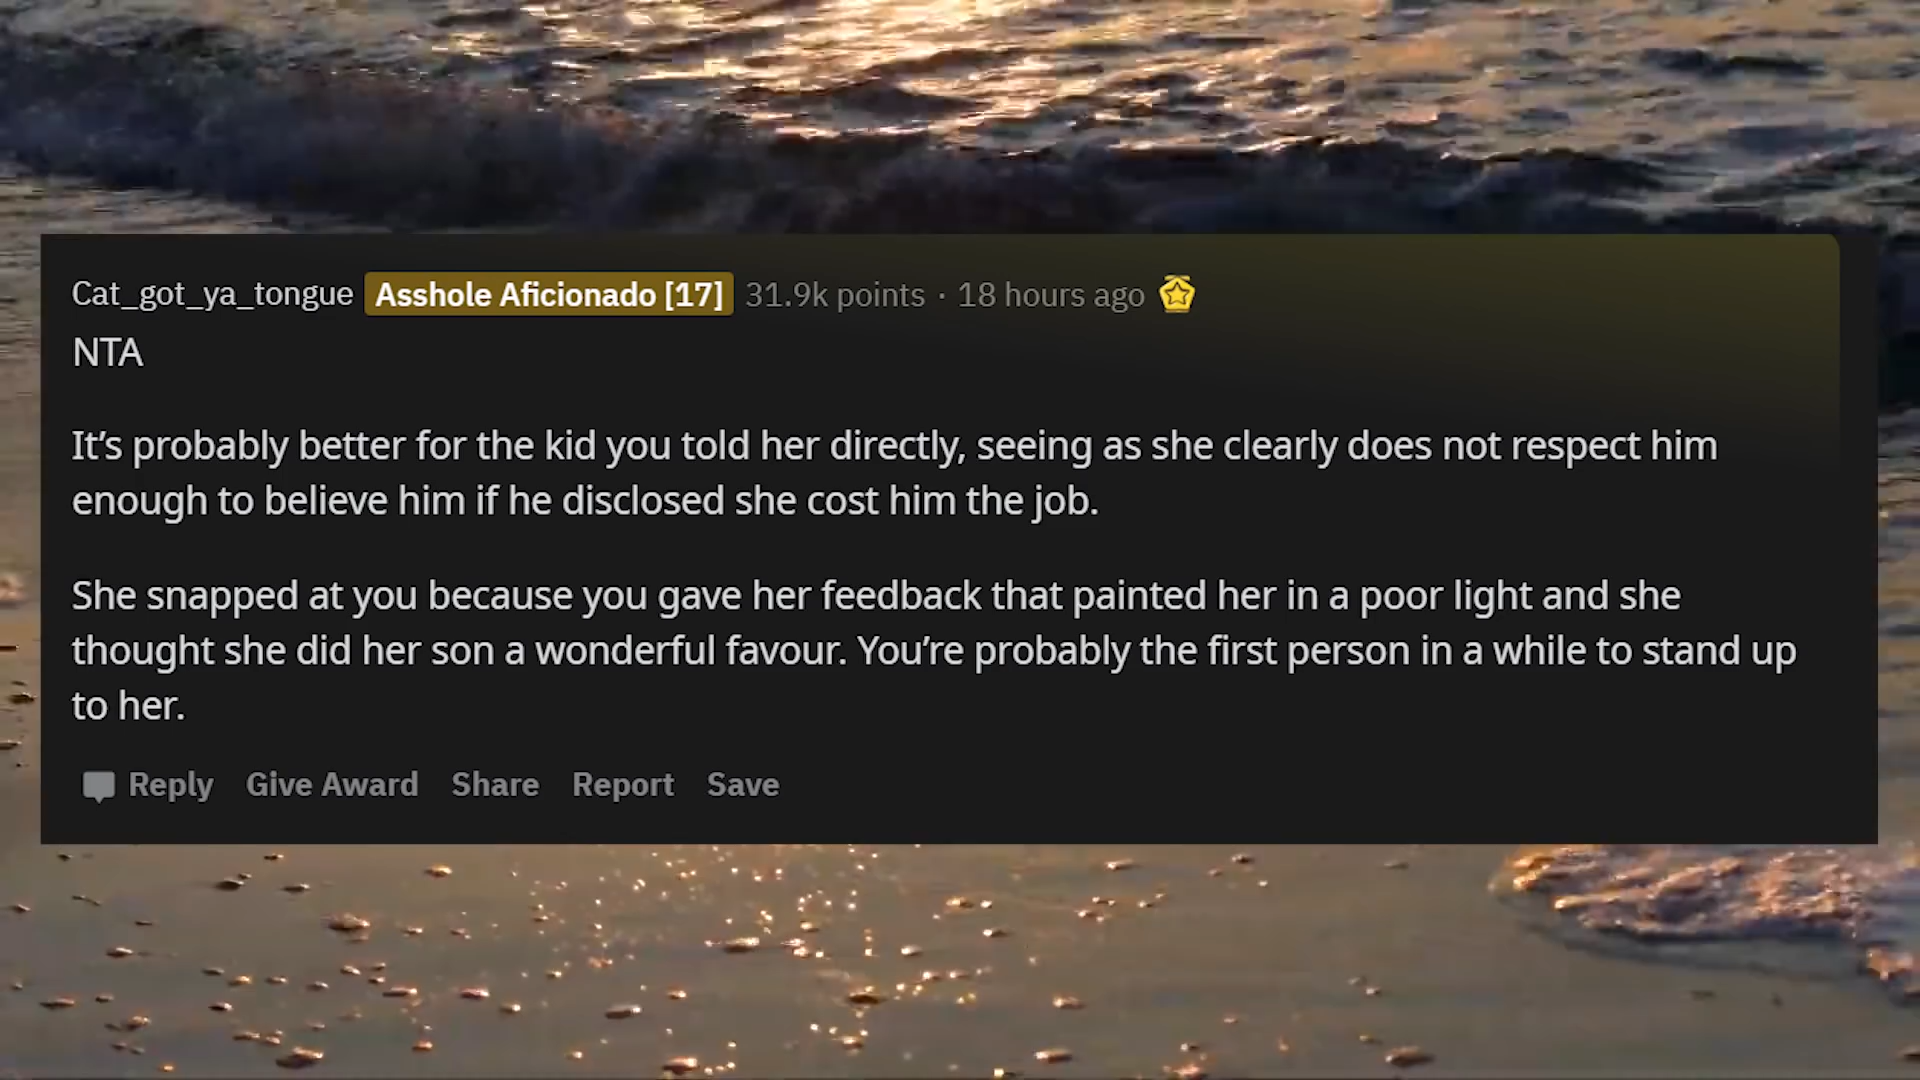 Cat_got_ya_tongue Asshole Aficionado [17] 31.9k points · 18 hours ago
NTA
It’s probably better for the kid you told her directly, seeing as she clearly does not respect him
enough to believe him if he disclosed she cost him the job.
She snapped at you because you gave her feedback that painted her in a poor light and she
thought she did her son a wonderful favour. You’re probably the first person in a while to stand up
to her.
Reply Give Award Share Report Save